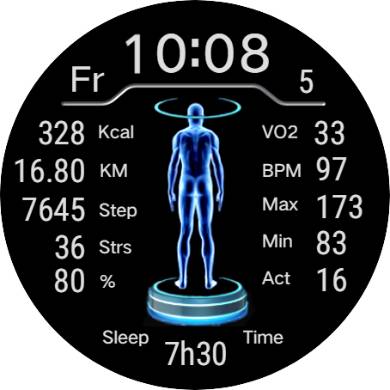 10:08
Fr 5
328 Kcal VO2 33
16.80 KM BPM 97
7645 Step Max 173
36 Strs Min 83
80 % Act 16
Sleep 7h30 Time